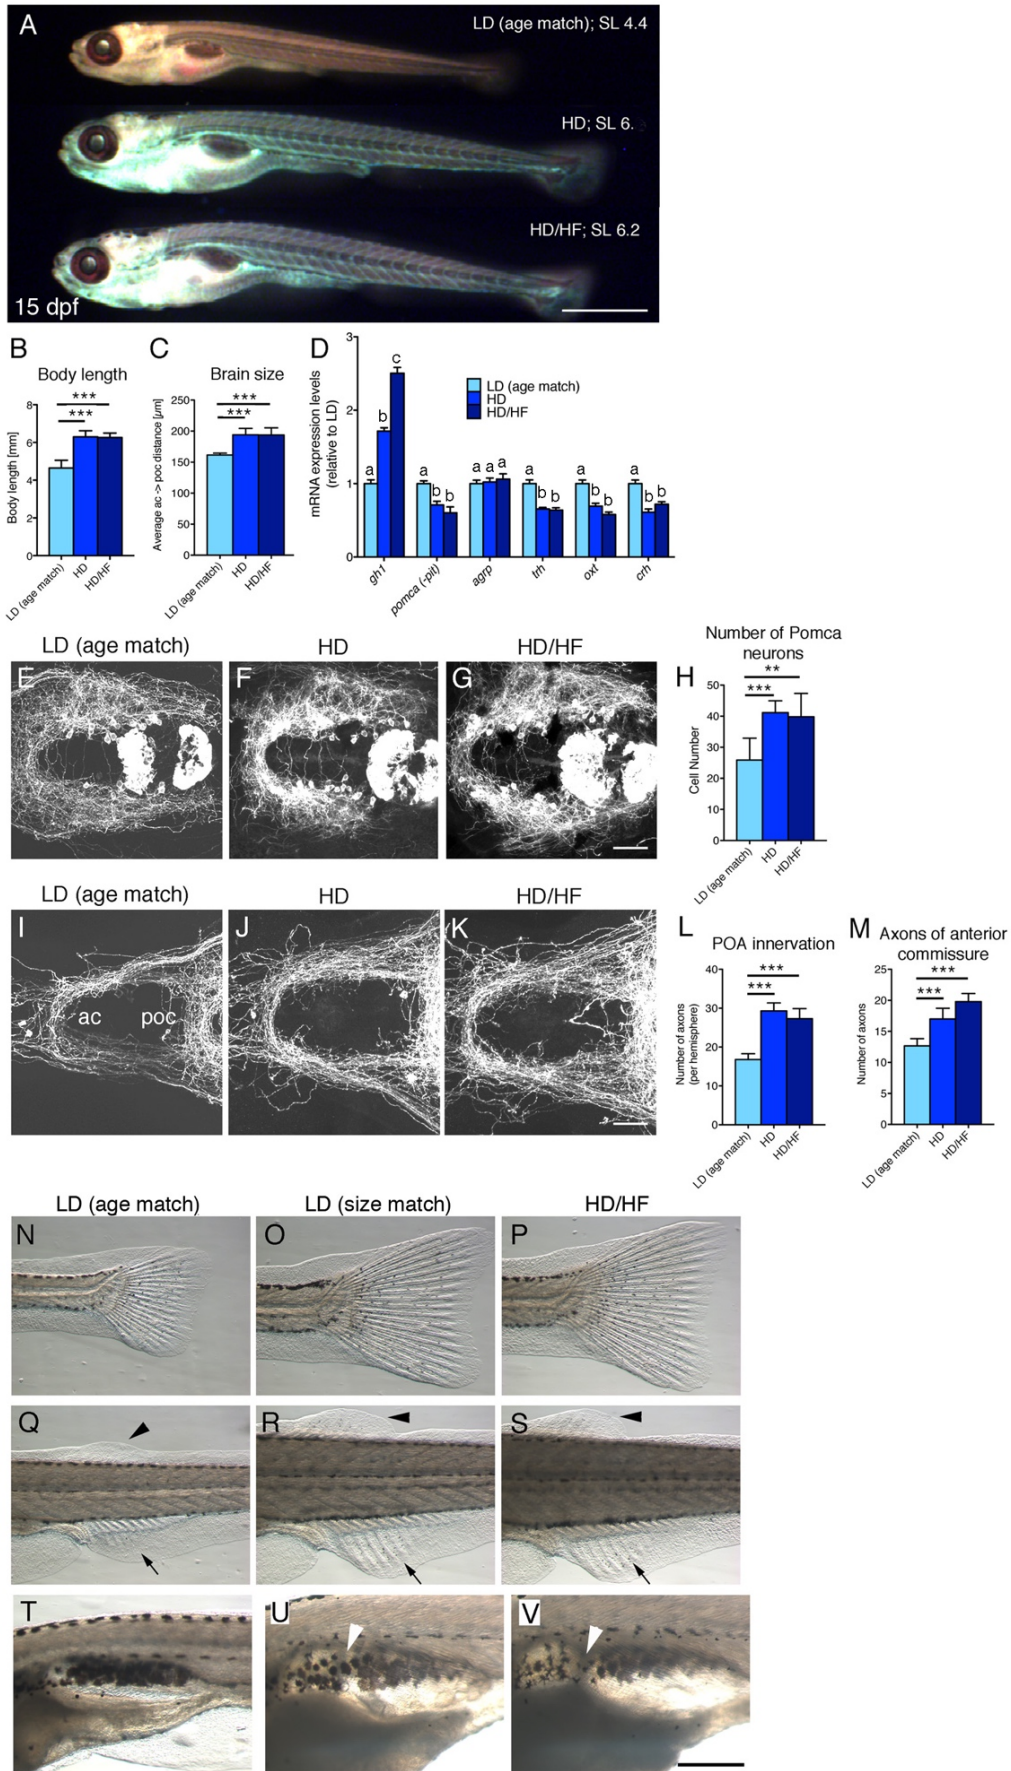 A
LD (age match); SL 4.4
HD; SL 6.
HD/HF; SL 6.2
15 dpf
B
Body length
***
***
Body length [mm]
8
6
4
2
0
LD (age match)
HD
HD/HF
C
Brain size
***
***
Average ac -> poc distance [µm]
250
200
150
100
50
0
LD (age match)
HD
HD/HF
D
mRNA expression levels
(relative to LD)
3
2
1
0
LD (age match)
HD
HD/HF
a b c
a b b
a a a
a b b
a b b
a b b
gh1
pomca (-pit)
agrp
trh
oxt
crh
LD (age match)
HD
HD/HF
E
F
G
H
Number of Pomca
neurons
**
***
Cell Number
50
40
30
20
10
0
LD (age match)
HD
HD/HF
LD (age match)
HD
HD/HF
I
ac
poc
J
K
L
POA innervation
***
***
Number of axons
(per hemisphere)
40
30
20
10
0
LD (age match)
HD
HD/HF
M
Axons of anterior
commissure
***
***
Number of axons
25
20
15
10
5
0
LD (age match)
HD
HD/HF
LD (age match)
LD (size match)
HD/HF
N
O
P
Q
R
S
T
U
V